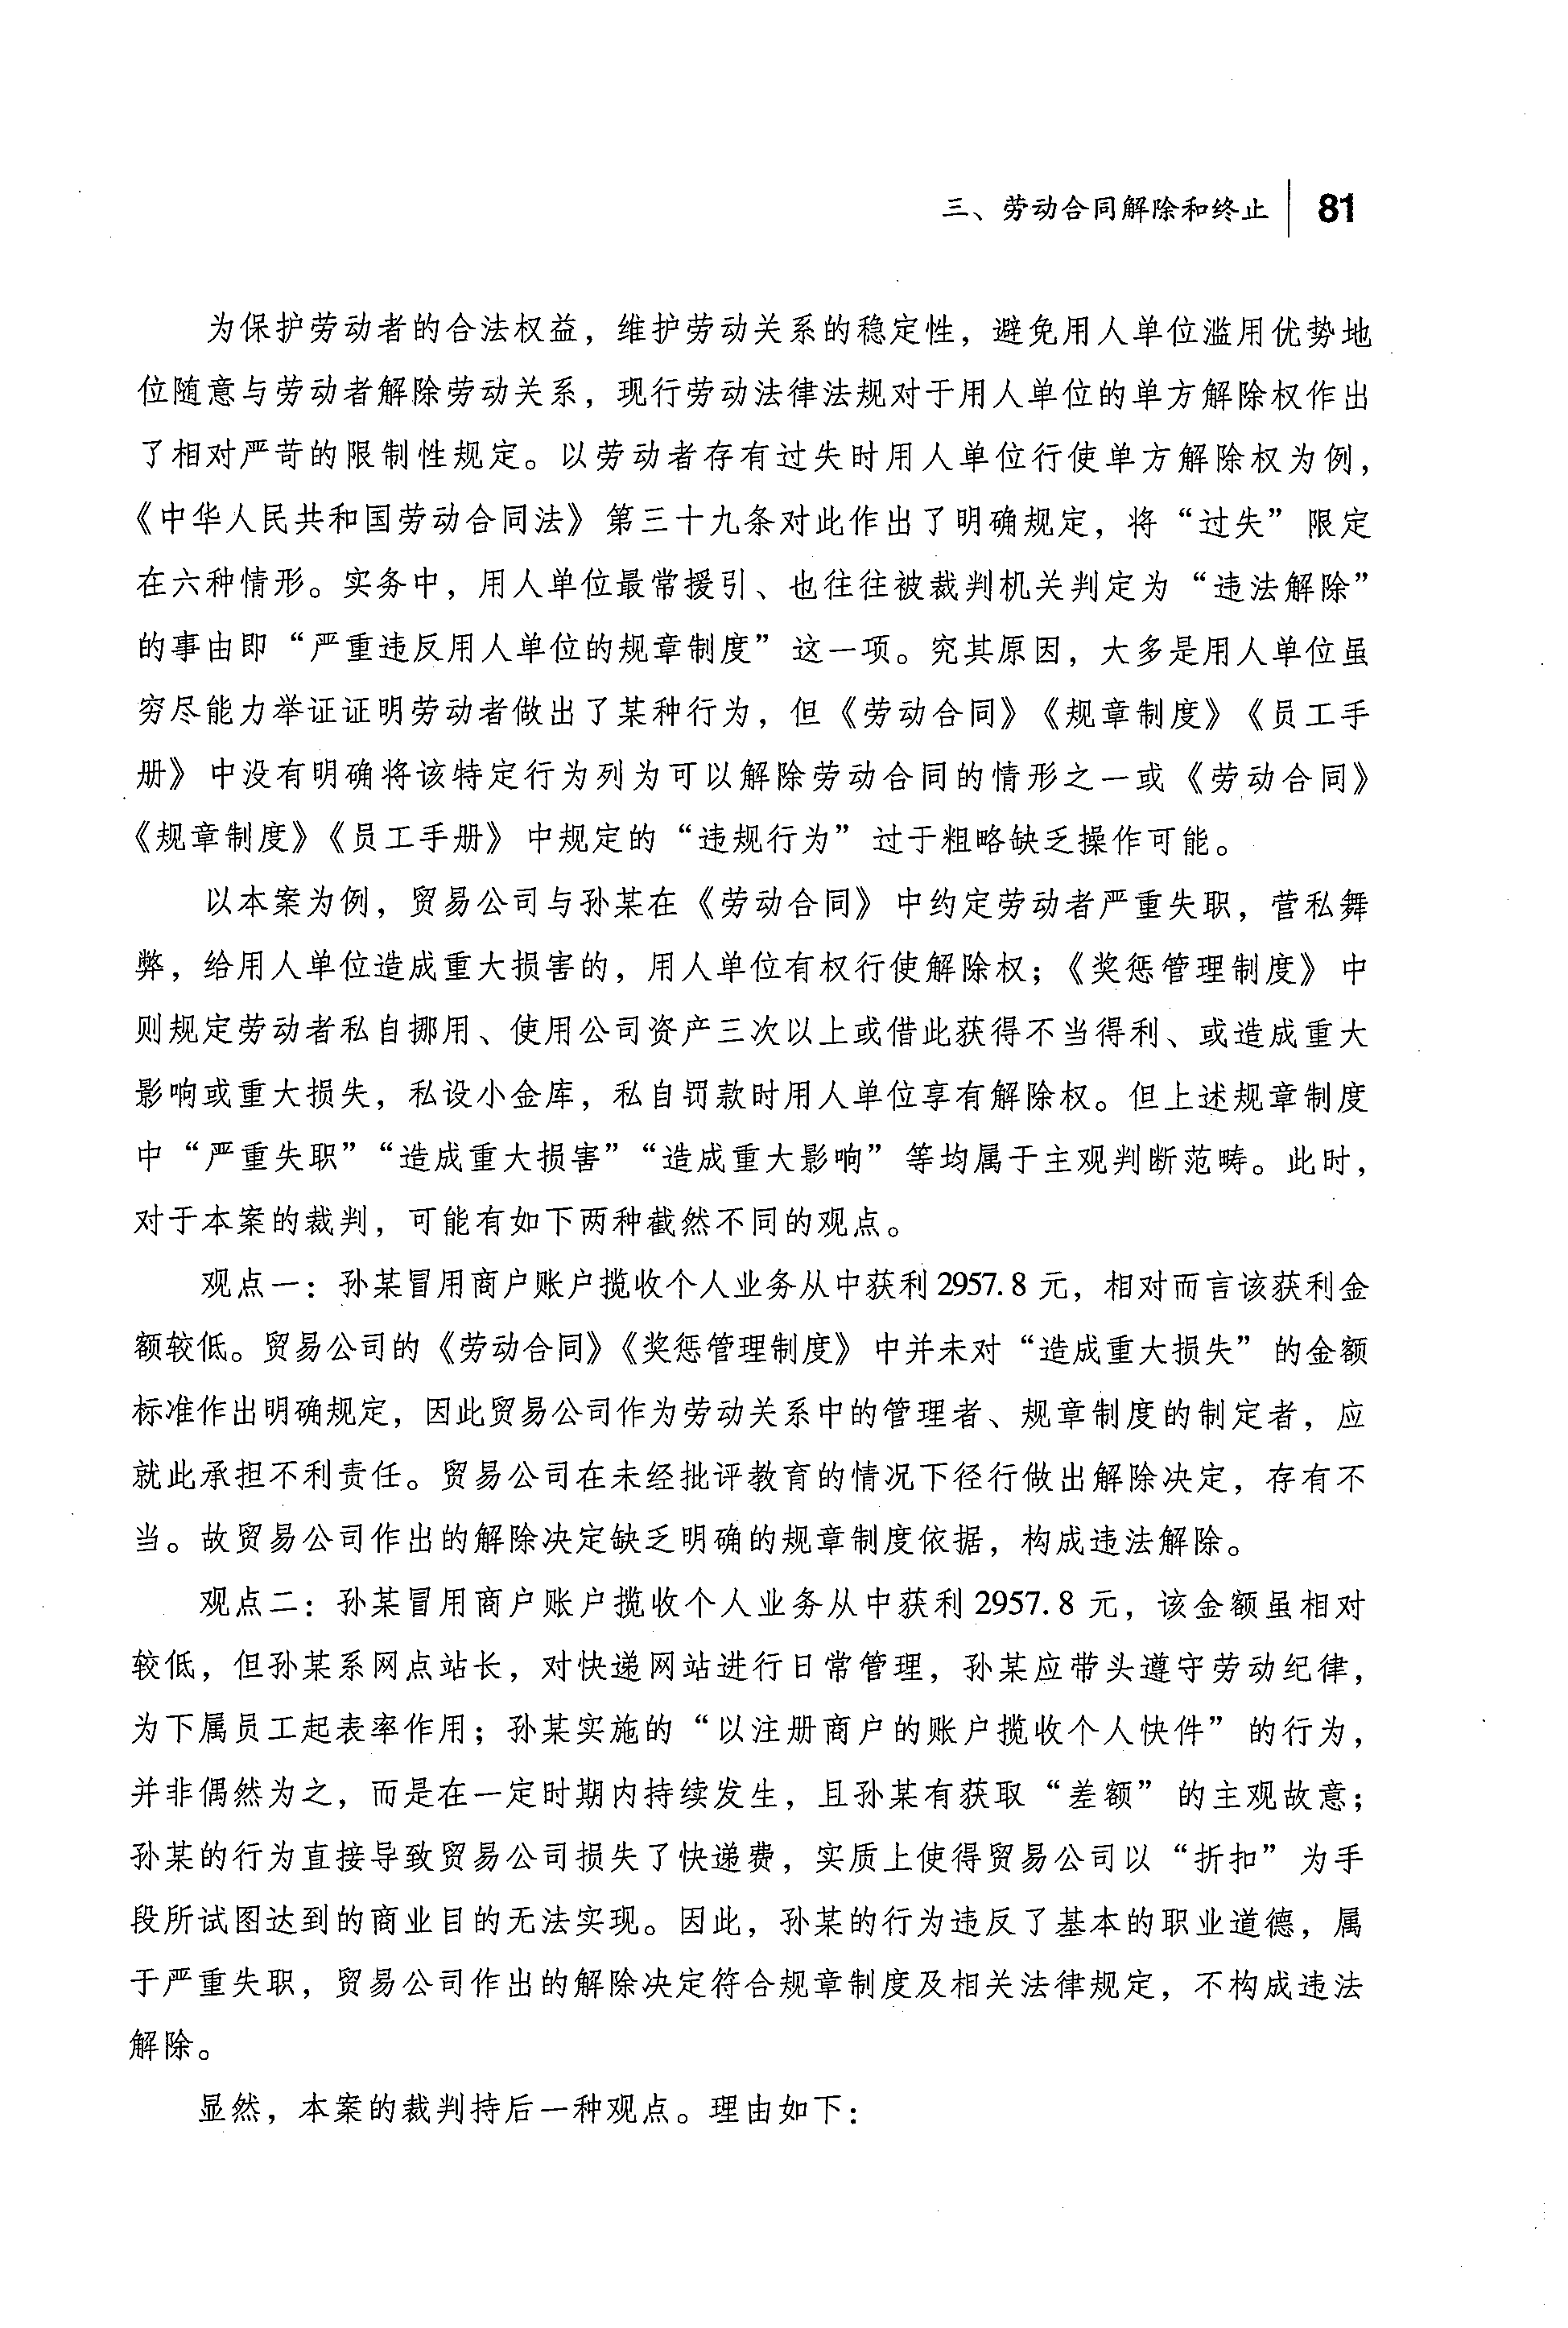 三、劳动合同解除和终止 81
为保护劳动者的合法权益，维护劳动关系的稳定性，避免用人单位滥用优势地
位随意与劳动者解除劳动关系，现行劳动法律法规对于用人单位的单方解除权作出
了相对严苛的限制性规定。以劳动者存有过失时用人单位行使单方解除权为例，
《中华人民共和国劳动合同法》第三十九条对此作出了明确规定，将“过失”限定
在六种情形。实务中，用人单位最常援引、也往往被裁判机关判定为“违法解除”
的事由即“严重违反用人单位的规章制度”这一项。究其原因，大多是用人单位虽
穷尽能力举证证明劳动者做出了某种行为，但《劳动合同》《规章制度》《员工手
册》中没有明确将该特定行为列为可以解除劳动合同的情形之一或《劳动合同》
《规章制度》《员工手册》中规定的“违规行为”过于粗略缺乏操作可能。
以本案为例，贸易公司与孙某在《劳动合同》中约定劳动者严重失职，营私舞
弊，给用人单位造成重大损害的，用人单位有权行使解除权；《奖惩管理制度》中
则规定劳动者私自挪用、使用公司资产三次以上或借此获得不当得利、或造成重大
影响或重大损失，私设小金库，私自罚款时用人单位享有解除权。但上述规章制度
中“严重失职”“造成重大损害”“造成重大影响”等均属于主观判断范畴。此时，
对于本案的裁判，可能有如下两种截然不同的观点。
观点一：孙某冒用商户账户揽收个人业务从中获利2957.8元，相对而言该获利金
额较低。贸易公司的《劳动合同》《奖惩管理制度》中并未对“造成重大损失”的金额
标准作出明确规定，因此贸易公司作为劳动关系中的管理者、规章制度的制定者，应
就此承担不利责任。贸易公司在未经批评教育的情况下径行做出解除决定，存有不
当。故贸易公司作出的解除决定缺乏明确的规章制度依据，构成违法解除。
观点二：孙某冒用商户账户揽收个人业务从中获利2957.8元，该金额虽相对
较低，但孙某系网点站长，对快递网站进行日常管理，孙某应带头遵守劳动纪律，
为下属员工起表率作用；孙某实施的“以注册商户的账户揽收个人快件”的行为，
并非偶然为之，而是在一定时期内持续发生，且孙某有获取“差额”的主观故意；
孙某的行为直接导致贸易公司损失了快递费，实质上使得贸易公司以“折扣”为手
段所试图达到的商业目的无法实现。因此，孙某的行为违反了基本的职业道德，属
于严重失职，贸易公司作出的解除决定符合规章制度及相关法律规定，不构成违法
解除。
显然，本案的裁判持后一种观点。理由如下：